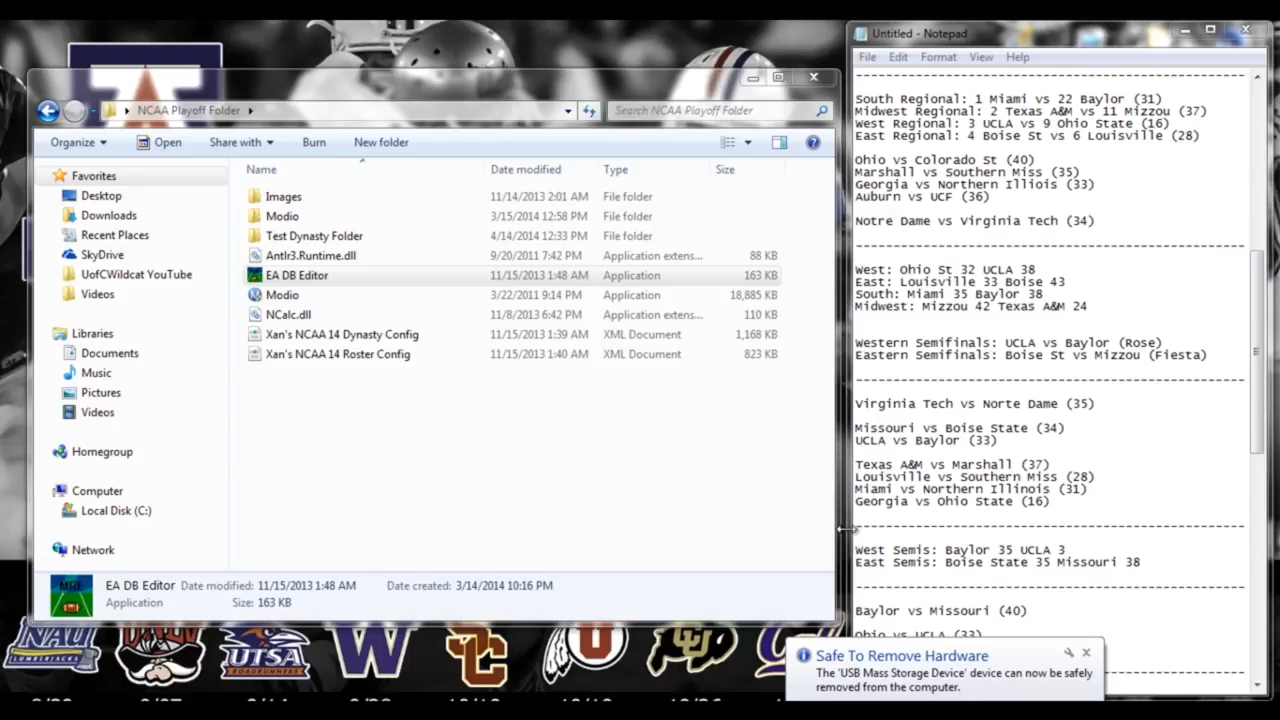 NCAA Playoff Folder
Search NCAA Playoff Folder
Organize
Open
Share with
Burn
New folder
Name
Date modified
Type
Size
Favorites
Desktop
Downloads
Recent Places
SkyDrive
UofCWildcat YouTube
Videos
Libraries
Documents
Music
Pictures
Videos
Homegroup
Computer
Local Disk (C:)
Network
Images 11/14/2013 2:01 AM File folder
Modio 3/15/2014 12:58 PM File folder
Test Dynasty Folder 4/14/2014 12:33 PM File folder
Antlr3.Runtime.dll 9/20/2011 7:42 PM Application extens... 88 KB
EA DB Editor 11/15/2013 1:48 AM Application 163 KB
Modio 3/22/2011 9:14 PM Application 18,885 KB
NCalc.dll 11/8/2013 6:42 PM Application extens... 110 KB
Xan's NCAA 14 Dynasty Config 11/15/2013 1:39 AM XML Document 1,168 KB
Xan's NCAA 14 Roster Config 11/15/2013 1:40 AM XML Document 823 KB
EA DB Editor Date modified: 11/15/2013 1:48 AM Date created: 3/14/2014 10:16 PM
Application Size: 163 KB
Untitled - Notepad
File Edit Format View Help
--------------------------------------------------
South Regional: 1 Miami vs 22 Baylor (31)
Midwest Regional: 2 Texas A&M vs 11 Mizzou (37)
West Regional: 3 UCLA vs 9 Ohio State (16)
East Regional: 4 Boise St vs 6 Louisville (28)
Ohio vs Colorado St (40)
Marshall vs Southern Miss (35)
Georgia vs Northern Illiois (33)
Auburn vs UCF (36)
Notre Dame vs Virginia Tech (34)
--------------------------------------------------
West: Ohio St 32 UCLA 38
East: Louisville 33 Boise 43
South: Miami 35 Baylor 38
Midwest: Mizzou 42 Texas A&M 24
Western Semifinals: UCLA vs Baylor (Rose)
Eastern Semifinals: Boise St vs Mizzou (Fiesta)
--------------------------------------------------
Virginia Tech vs Norte Dame (35)
Missouri vs Boise State (34)
UCLA vs Baylor (33)
Texas A&M vs Marshall (37)
Louisville vs Southern Miss (28)
Miami vs Northern Illinois (31)
Georgia vs Ohio State (16)
--------------------------------------------------
West Semis: Baylor 35 UCLA 3
East Semis: Boise State 35 Missouri 38
--------------------------------------------------
Baylor vs Missouri (40)
Ohio vs UCLA (33)
Safe To Remove Hardware
The 'USB Mass Storage Device' device can now be safely
removed from the computer.
MRE
NAU
LUMBERJACKS
UNLV
UTSA
ROADRUNNERS
W
SC
U
CU